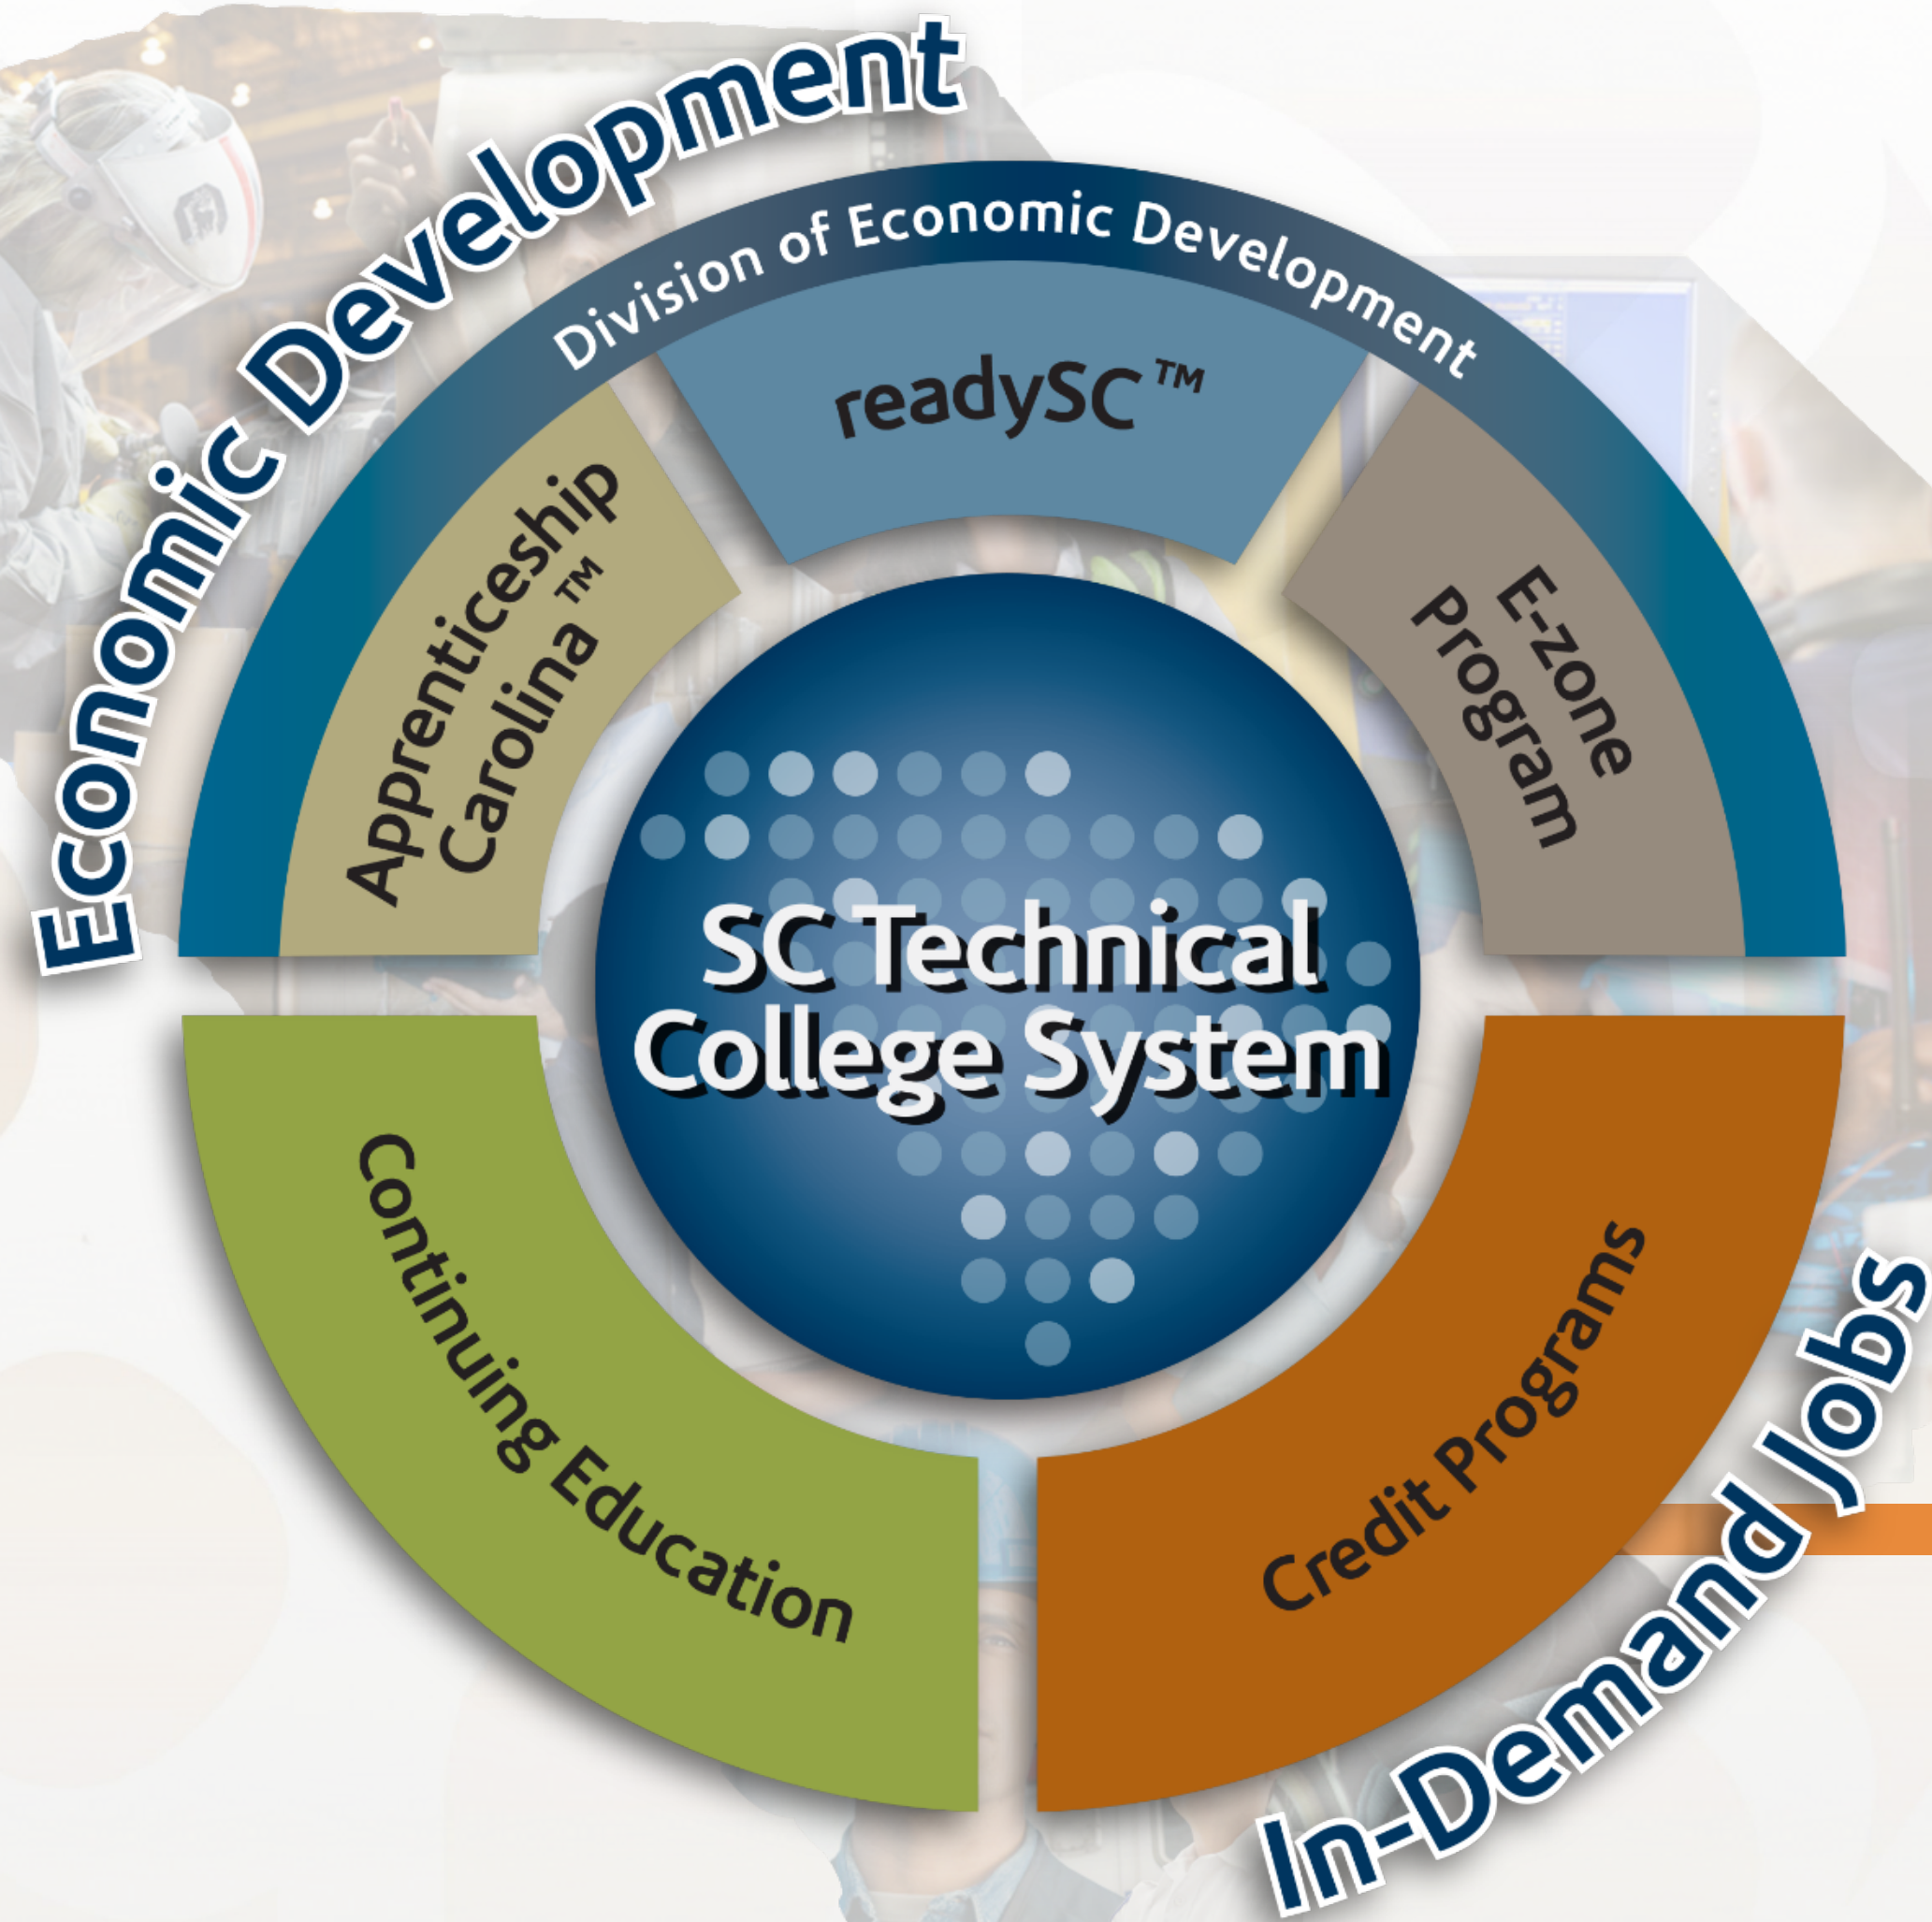 Economic Development
Division of Economic Development
readySC™
Apprenticeship
Carolina™
E-zone
Program
SC Technical
College System
Continuing Education
Credit Programs
In-Demand Jobs